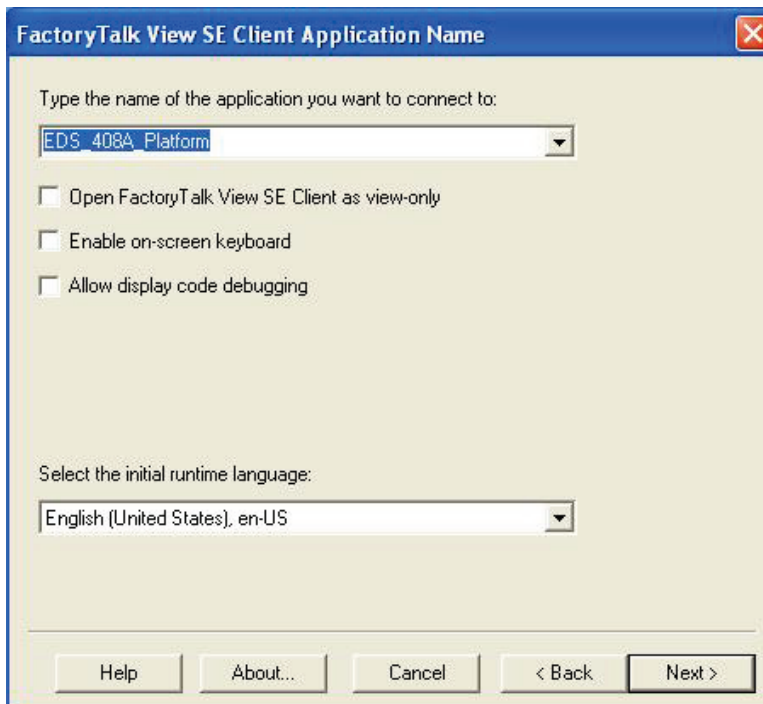 FactoryTalk View SE Client Application Name
Type the name of the application you want to connect to:
EDS_408A_Platform
Open FactoryTalk View SE Client as view-only
Enable on-screen keyboard
Allow display code debugging
Select the initial runtime language:
English (United States), en-US
Help About... Cancel < Back Next >